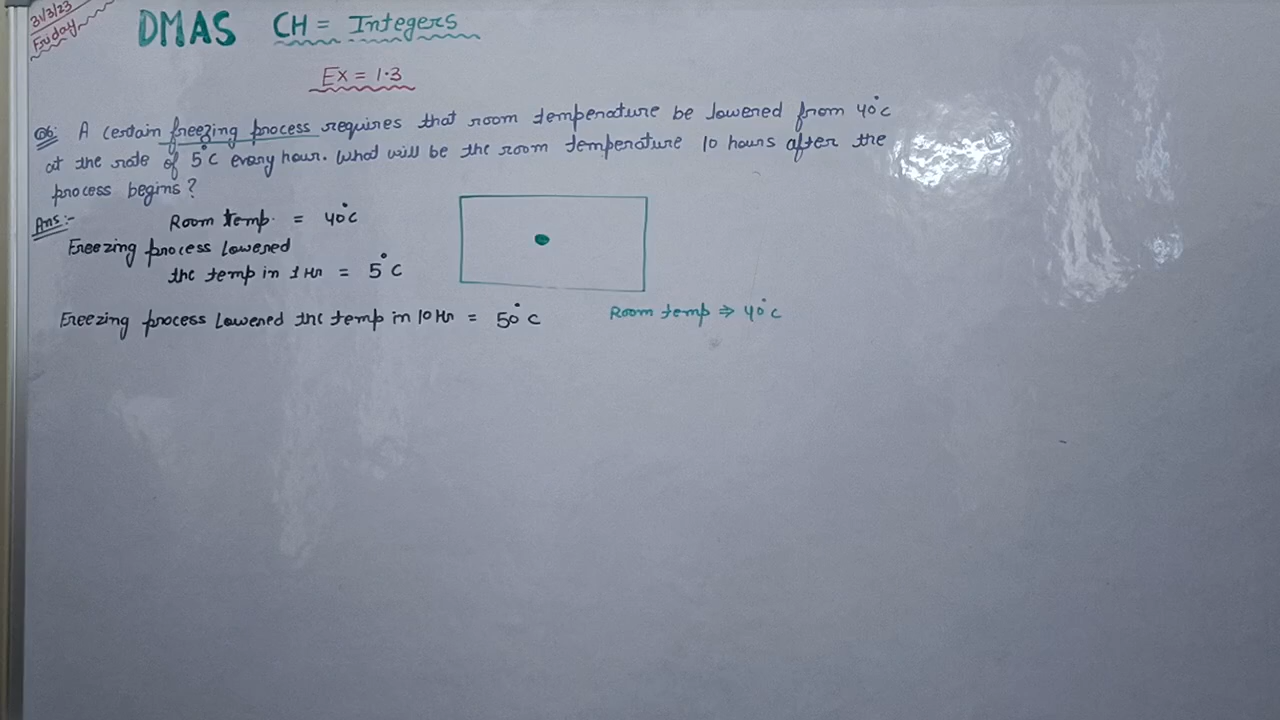 31/3/23
Friday
DMAS CH = Integers
Ex = 1.3
Q6: A certain freezing process requires that room temperature be lowered from 40°C
at the rate of 5°C every hour. What will be the room temperature 10 hours after the
process begins?
Ans:-
Room temp. = 40°C
Freezing process Lowered
the temp in 1 Hr = 5°C
Freezing process Lowered the temp in 10 Hr = 50°C
Room temp ⇒ 40°C